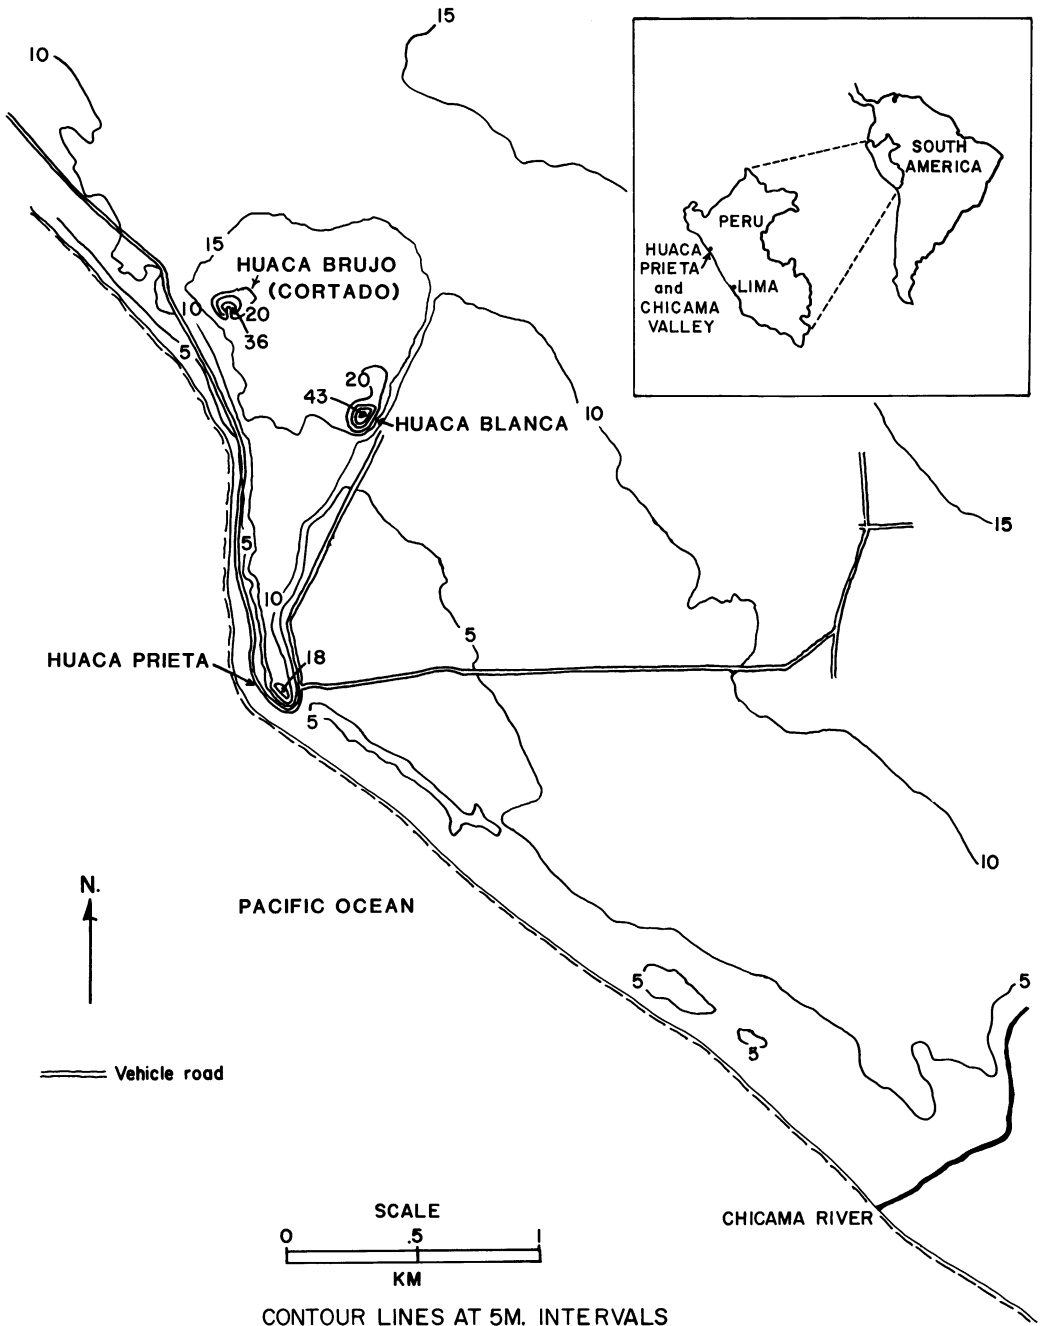 15
10
SOUTH
AMERICA
PERU
HUACA
PRIETA
and
CHICAMA
VALLEY
LIMA
15
HUACA BRUJO
(CORTADO)
10
20
36
5
20
43
HUACA BLANCA
10
15
5
10
5
HUACA PRIETA
18
5
10
N.
PACIFIC OCEAN
5
5
5
Vehicle road
CHICAMA RIVER
SCALE
0 .5 1
KM
CONTOUR LINES AT 5M. INTERVALS